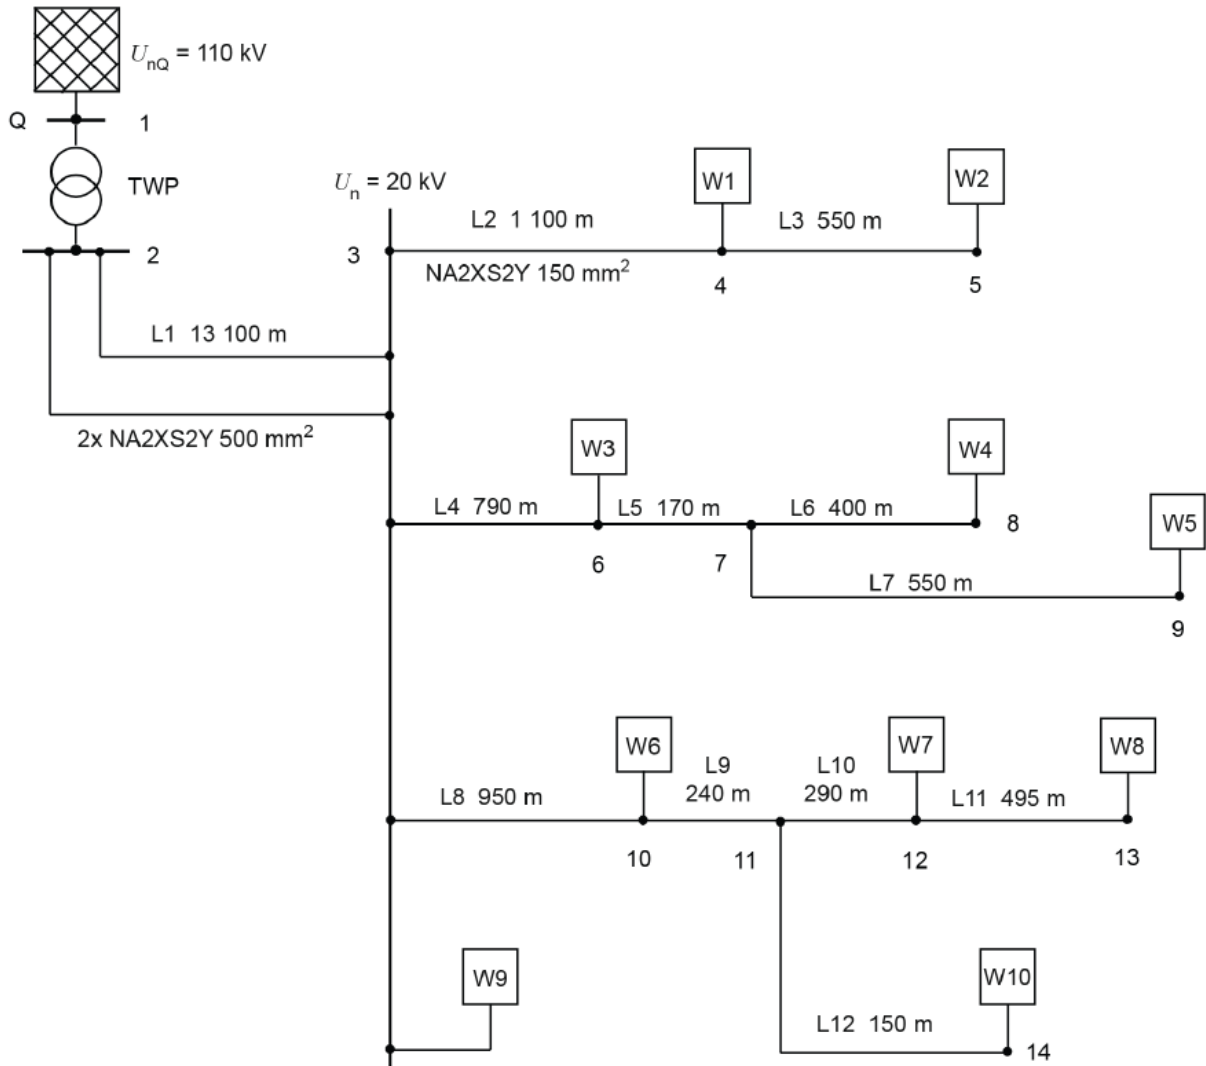 U_nQ = 110 kV
Q
1
TWP
U_n = 20 kV
2
3
L2 1 100 m
NA2XS2Y 150 mm²
W1
4
L3 550 m
W2
5
L1 13 100 m
2x NA2XS2Y 500 mm²
L4 790 m
W3
6
L5 170 m
7
L6 400 m
W4
8
L7 550 m
W5
9
L8 950 m
W6
10
L9
240 m
11
L10
290 m
W7
12
L11 495 m
W8
13
W9
L12 150 m
W10
14